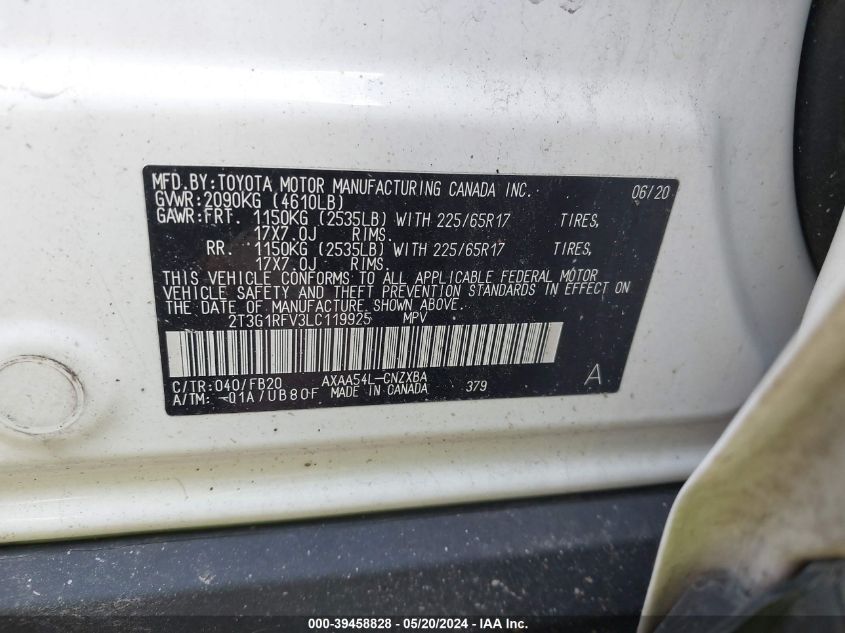 MFD.BY:TOYOTA MOTOR MANUFACTURING CANADA INC. 06/20
GVWR:2090KG (4610LB)
GAWR:FRT. 1150KG (2535LB) WITH 225/65R17 TIRES,
17X7.0J RIMS.
RR. 1150KG (2535LB) WITH 225/65R17 TIRES,
17X7.0J RIMS.
THIS VEHICLE CONFORMS TO ALL APPLICABLE FEDERAL MOTOR
VEHICLE SAFETY AND THEFT PREVENTION STANDARDS IN EFFECT ON
THE DATE OF MANUFACTURE SHOWN ABOVE.
2T3G1RFV3LC119925 MPV
C/TR:040/FB20 AXAA54L-CNZXBA 379 A
A/TM: -01A/UB80F MADE IN CANADA
000-39458828 - 05/20/2024 - IAAI.com.